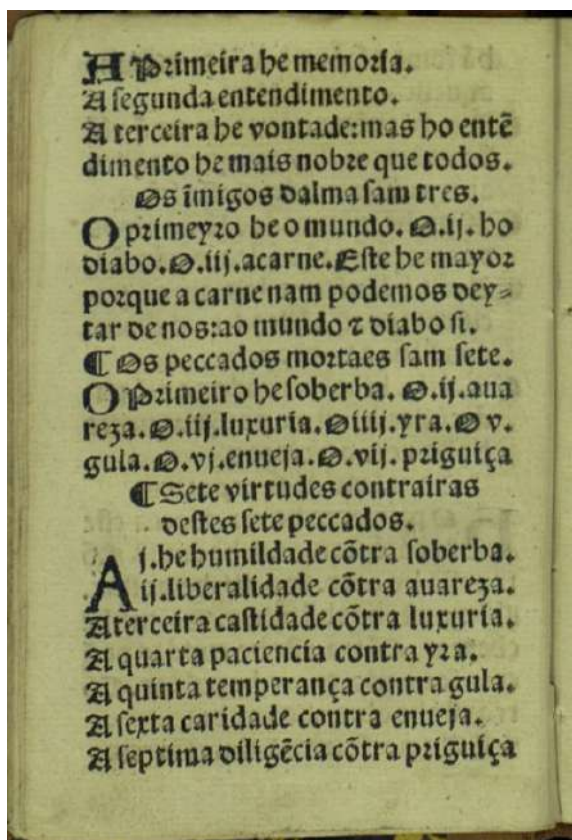 A Primeira he memoria.
A segunda entendimento.
A terceira he vontade: mas ho entẽ
dimento he mais nobre que todos.
Os ĩmigos dalma sam tres.
O primeyro he o mundo. O .ij. ho
diabo. O .iij. a carne. Este he mayor
porque a carne nam podemos dey⸗
tar de nos: ao mundo ⁊ diabo si.
¶ Os peccados mortaes sam sete.
O Primeiro he soberba. O .ij. aua
reza. O .iij. luxuria. O iiij. yra. O v.
gula. O .vj. enueja. O .vij. priguiça
¶ Sete virtudes contrairas
destes sete peccados.
A j. he humildade cõtra soberba.
A ij. liberalidade cõtra auareza.
A terceira castidade cõtra luxuria.
A quarta paciencia contra yra.
A quinta temperança contra gula.
A sexta caridade contra enueja.
A septima diligẽcia cõtra priguiça